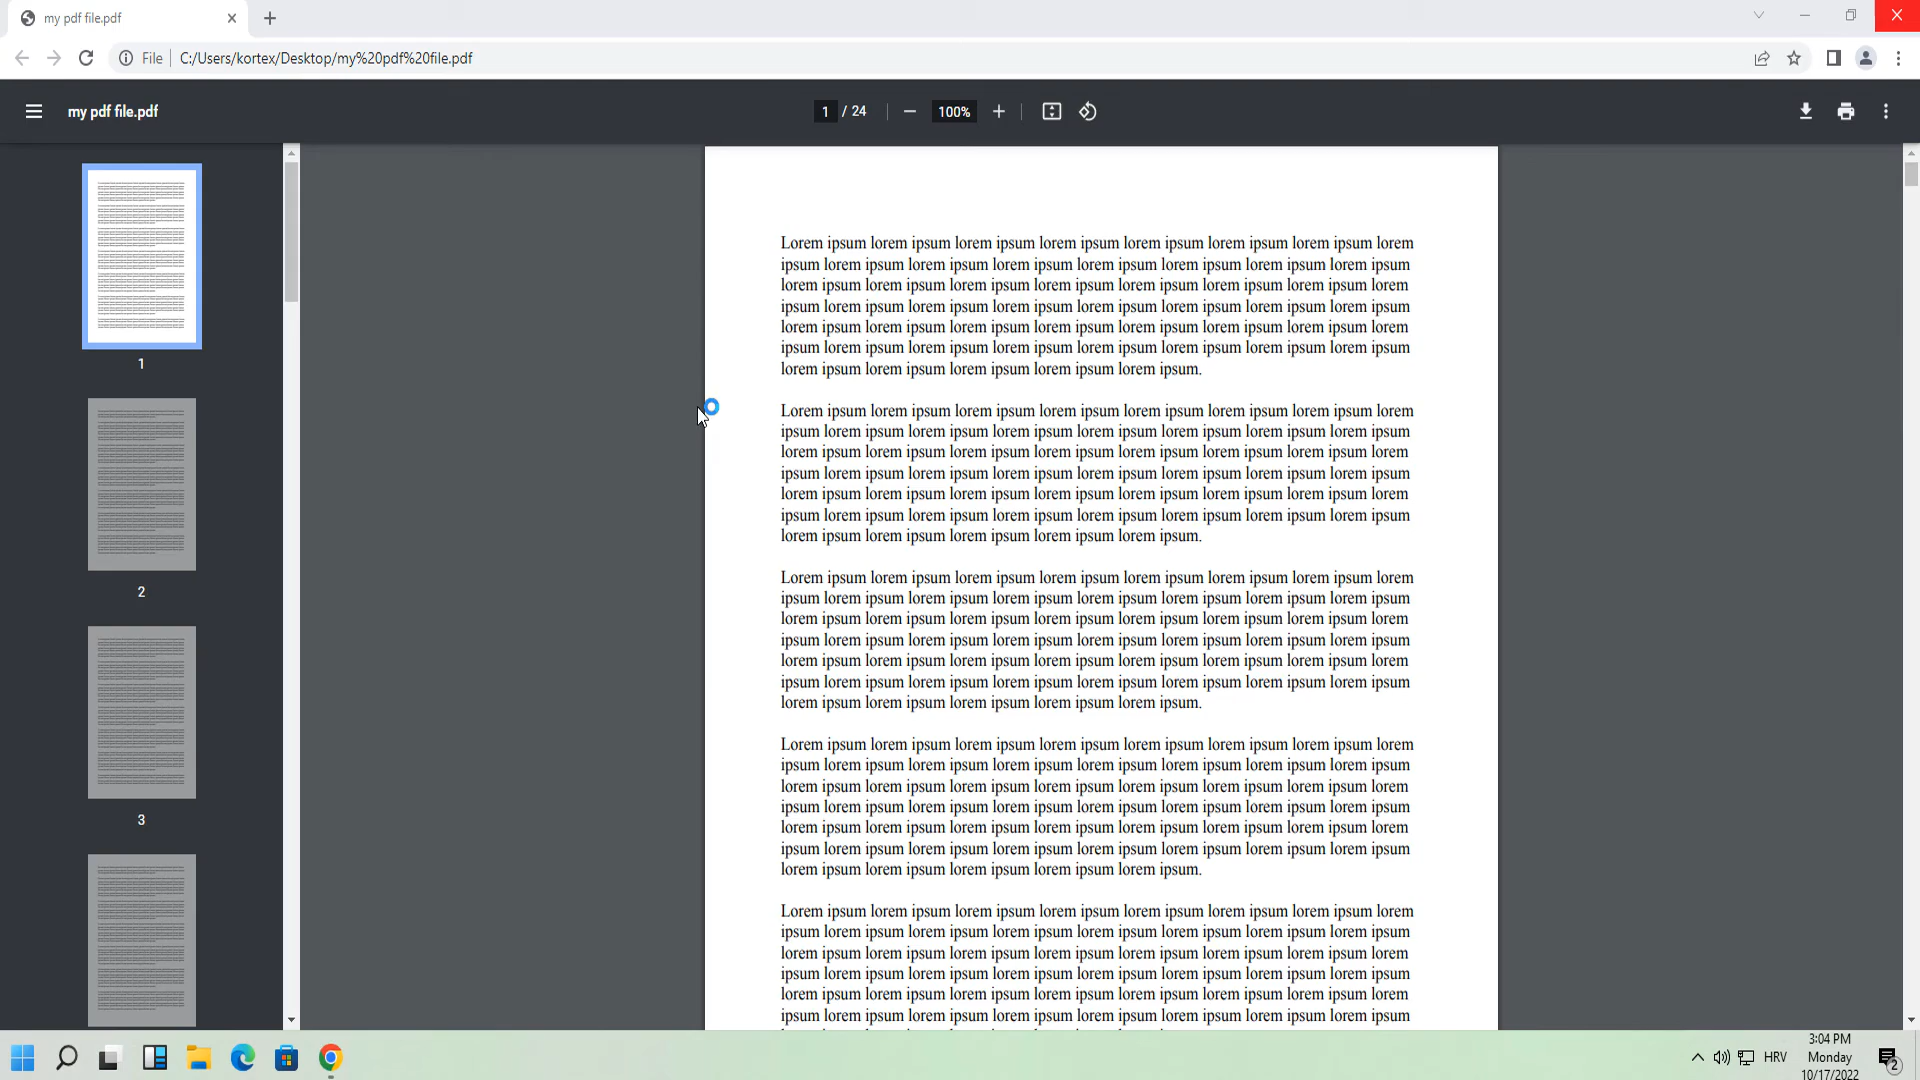 my pdf file.pdf
File C:/Users/kortex/Desktop/my%20pdf%20file.pdf
my pdf file.pdf
1 / 24
100%
1
2
3
Lorem ipsum lorem ipsum lorem ipsum lorem ipsum lorem ipsum lorem ipsum lorem ipsum lorem
ipsum lorem ipsum lorem ipsum lorem ipsum lorem ipsum lorem ipsum lorem ipsum lorem ipsum
lorem ipsum lorem ipsum lorem ipsum lorem ipsum lorem ipsum lorem ipsum lorem ipsum lorem
ipsum lorem ipsum lorem ipsum lorem ipsum lorem ipsum lorem ipsum lorem ipsum lorem ipsum
lorem ipsum lorem ipsum lorem ipsum lorem ipsum lorem ipsum lorem ipsum lorem ipsum lorem
ipsum lorem ipsum lorem ipsum lorem ipsum lorem ipsum lorem ipsum lorem ipsum lorem ipsum
lorem ipsum lorem ipsum lorem ipsum lorem ipsum lorem ipsum.
Lorem ipsum lorem ipsum lorem ipsum lorem ipsum lorem ipsum lorem ipsum lorem ipsum lorem
ipsum lorem ipsum lorem ipsum lorem ipsum lorem ipsum lorem ipsum lorem ipsum lorem ipsum
lorem ipsum lorem ipsum lorem ipsum lorem ipsum lorem ipsum lorem ipsum lorem ipsum lorem
ipsum lorem ipsum lorem ipsum lorem ipsum lorem ipsum lorem ipsum lorem ipsum lorem ipsum
lorem ipsum lorem ipsum lorem ipsum lorem ipsum lorem ipsum lorem ipsum lorem ipsum lorem
ipsum lorem ipsum lorem ipsum lorem ipsum lorem ipsum lorem ipsum lorem ipsum lorem ipsum
lorem ipsum lorem ipsum lorem ipsum lorem ipsum lorem ipsum.
Lorem ipsum lorem ipsum lorem ipsum lorem ipsum lorem ipsum lorem ipsum lorem ipsum lorem
ipsum lorem ipsum lorem ipsum lorem ipsum lorem ipsum lorem ipsum lorem ipsum lorem ipsum
lorem ipsum lorem ipsum lorem ipsum lorem ipsum lorem ipsum lorem ipsum lorem ipsum lorem
ipsum lorem ipsum lorem ipsum lorem ipsum lorem ipsum lorem ipsum lorem ipsum lorem ipsum
lorem ipsum lorem ipsum lorem ipsum lorem ipsum lorem ipsum lorem ipsum lorem ipsum lorem
ipsum lorem ipsum lorem ipsum lorem ipsum lorem ipsum lorem ipsum lorem ipsum lorem ipsum
lorem ipsum lorem ipsum lorem ipsum lorem ipsum lorem ipsum.
Lorem ipsum lorem ipsum lorem ipsum lorem ipsum lorem ipsum lorem ipsum lorem ipsum lorem
ipsum lorem ipsum lorem ipsum lorem ipsum lorem ipsum lorem ipsum lorem ipsum lorem ipsum
lorem ipsum lorem ipsum lorem ipsum lorem ipsum lorem ipsum lorem ipsum lorem ipsum lorem
ipsum lorem ipsum lorem ipsum lorem ipsum lorem ipsum lorem ipsum lorem ipsum lorem ipsum
lorem ipsum lorem ipsum lorem ipsum lorem ipsum lorem ipsum lorem ipsum lorem ipsum lorem
ipsum lorem ipsum lorem ipsum lorem ipsum lorem ipsum lorem ipsum lorem ipsum lorem ipsum
lorem ipsum lorem ipsum lorem ipsum lorem ipsum lorem ipsum.
Lorem ipsum lorem ipsum lorem ipsum lorem ipsum lorem ipsum lorem ipsum lorem ipsum lorem
ipsum lorem ipsum lorem ipsum lorem ipsum lorem ipsum lorem ipsum lorem ipsum lorem ipsum
lorem ipsum lorem ipsum lorem ipsum lorem ipsum lorem ipsum lorem ipsum lorem ipsum lorem
ipsum lorem ipsum lorem ipsum lorem ipsum lorem ipsum lorem ipsum lorem ipsum lorem ipsum
lorem ipsum lorem ipsum lorem ipsum lorem ipsum lorem ipsum lorem ipsum lorem ipsum lorem
ipsum lorem ipsum lorem ipsum lorem ipsum lorem ipsum lorem ipsum lorem ipsum lorem ipsum
HRV
3:04 PM
Monday
10/17/2022
2